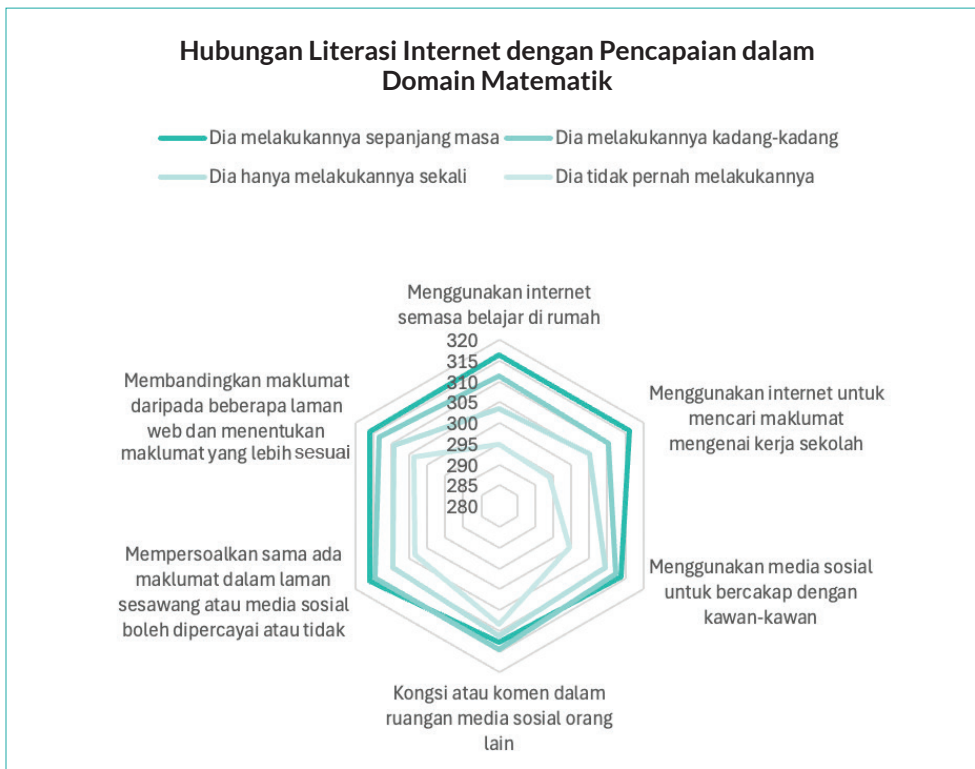 Hubungan Literasi Internet dengan Pencapaian dalam
Domain Matematik
Dia melakukannya sepanjang masa
Dia melakukannya kadang-kadang
Dia hanya melakukannya sekali
Dia tidak pernah melakukannya
Menggunakan internet
semasa belajar di rumah
320
315
310
305
300
295
290
285
280
Menggunakan internet untuk
mencari maklumat
mengenai kerja sekolah
Menggunakan media sosial
untuk bercakap dengan
kawan-kawan
Kongsi atau komen dalam
ruangan media sosial orang
lain
Mempersoalkan sama ada
maklumat dalam laman
sesawang atau media sosial
boleh dipercayai atau tidak
Membandingkan maklumat
daripada beberapa laman
web dan menentukan
maklumat yang lebih sesuai